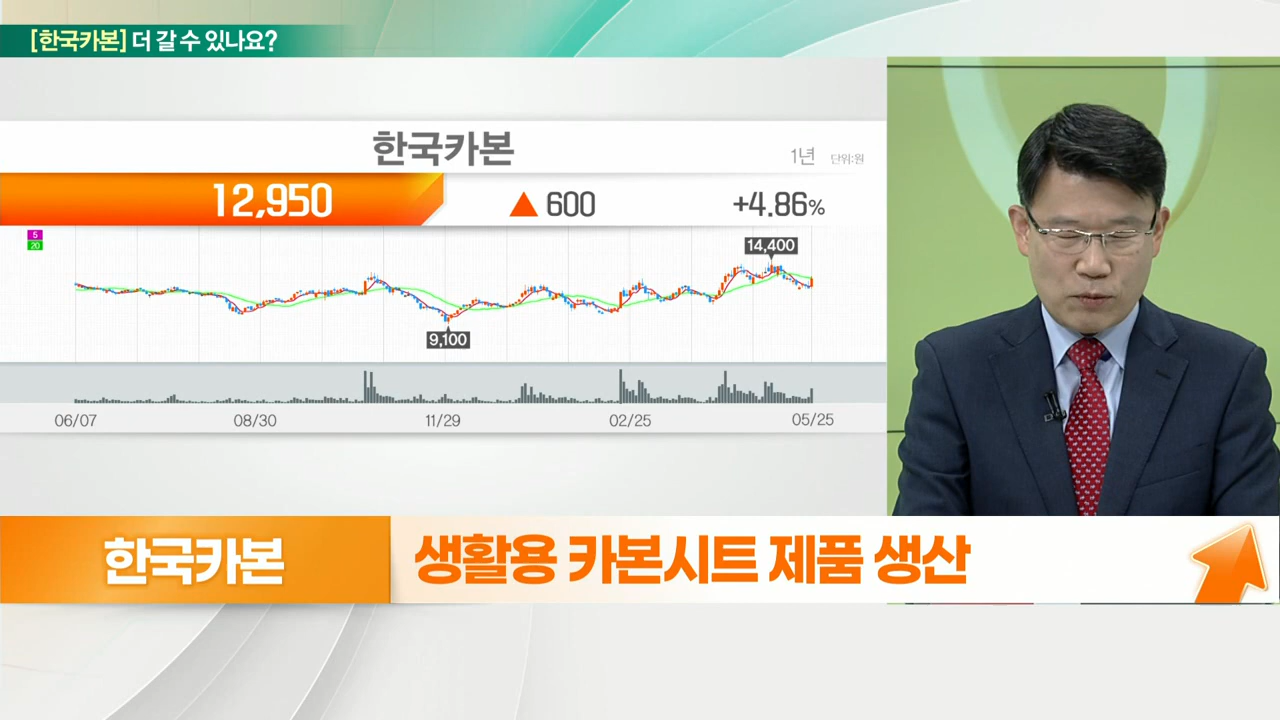 [한국카본] 더 갈 수 있나요?
한국카본
1년 단위:원
12,950 ▲ 600 +4.86%
5
20
14,400
9,100
06/07 08/30 11/29 02/25 05/25
한국카본 생활용 카본시트 제품 생산